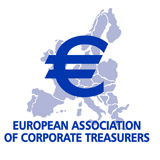 €
EUROPEAN ASSOCIATION
OF CORPORATE TREASURERS